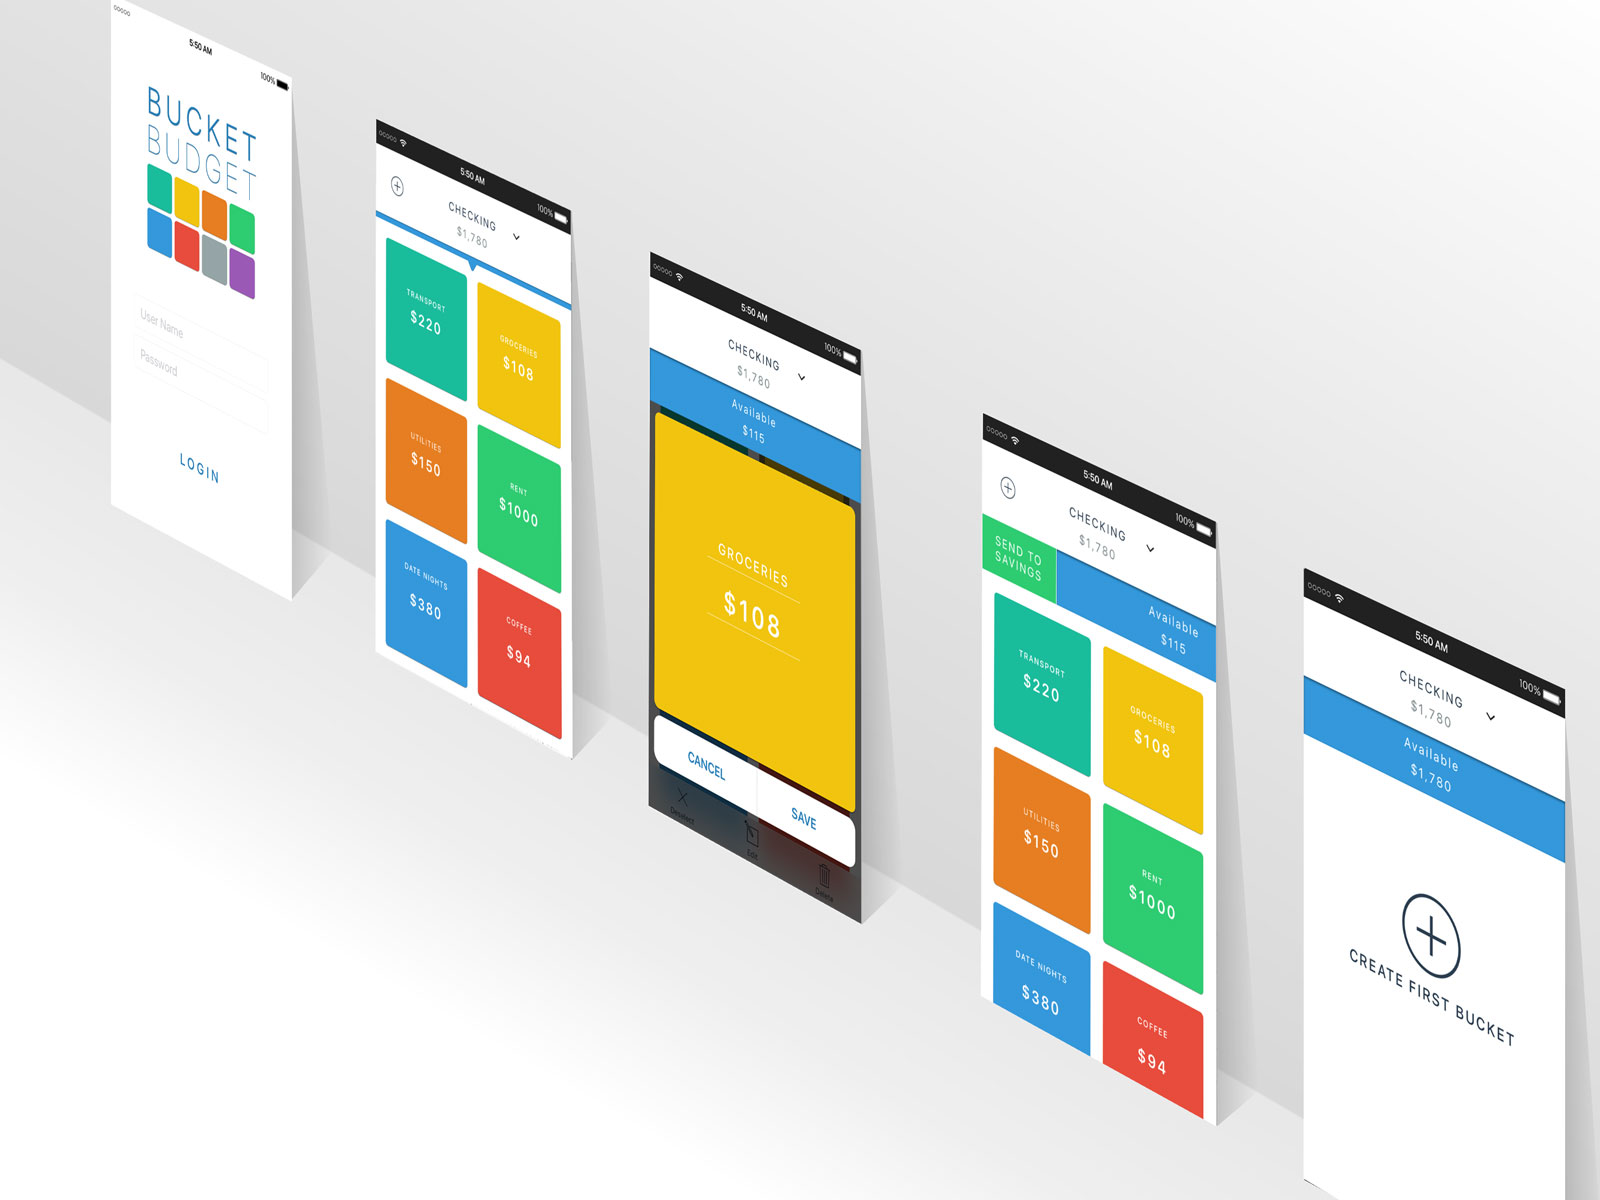 5:50 AM
100%
BUCKET
BUDGET
User Name
Password
LOGIN
5:50 AM
100%
CHECKING
$1,780
TRANSPORT
$220
GROCERIES
$108
UTILITIES
$150
RENT
$1000
DATE NIGHTS
$380
COFFEE
$94
5:50 AM
100%
CHECKING
$1,780
Available
$115
GROCERIES
$108
CANCEL
SAVE
Deselect
Edit
Delete
5:50 AM
100%
CHECKING
$1,780
SEND TO
SAVINGS
Available
$115
TRANSPORT
$220
GROCERIES
$108
UTILITIES
$150
RENT
$1000
DATE NIGHTS
$380
COFFEE
$94
5:50 AM
100%
CHECKING
$1,780
Available
$1,780
CREATE FIRST BUCKET